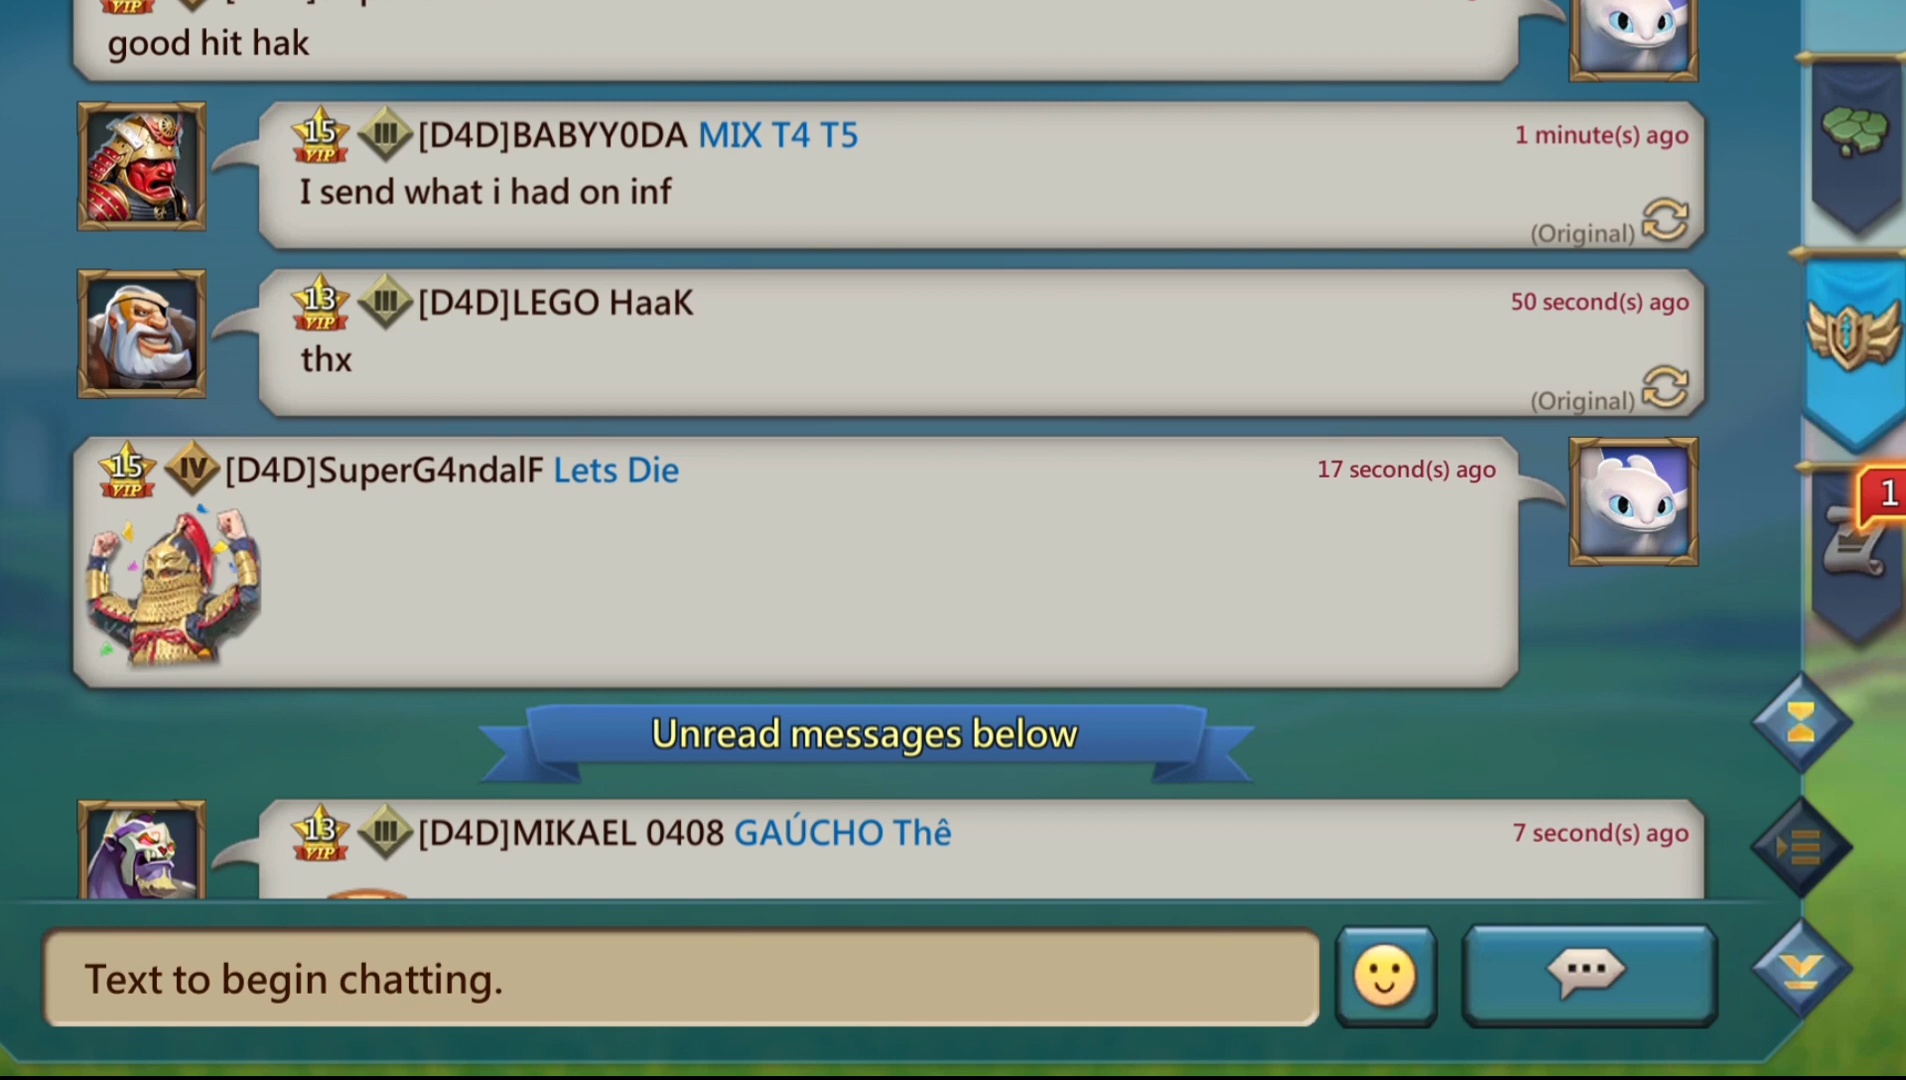 good hit hak
15 VIP III [D4D]BABYY0DA MIX T4 T5 1 minute(s) ago
I send what i had on inf
(Original)
13 VIP III [D4D]LEGO HaaK 50 second(s) ago
thx
(Original)
15 VIP IV [D4D]SuperG4ndalF Lets Die 17 second(s) ago
1
Unread messages below
13 VIP III [D4D]MIKAEL 0408 GAÚCHO Thê 7 second(s) ago
Text to begin chatting.